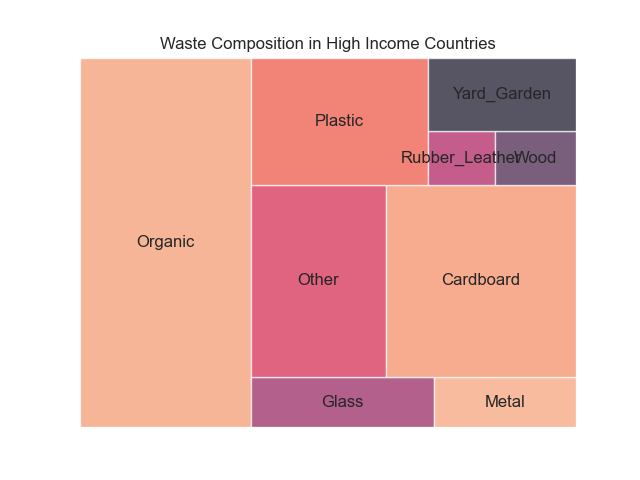 Waste Composition in High Income Countries
Yard_Garden
Plastic
Rubber_Leather
Wood
Organic
Other
Cardboard
Glass
Metal